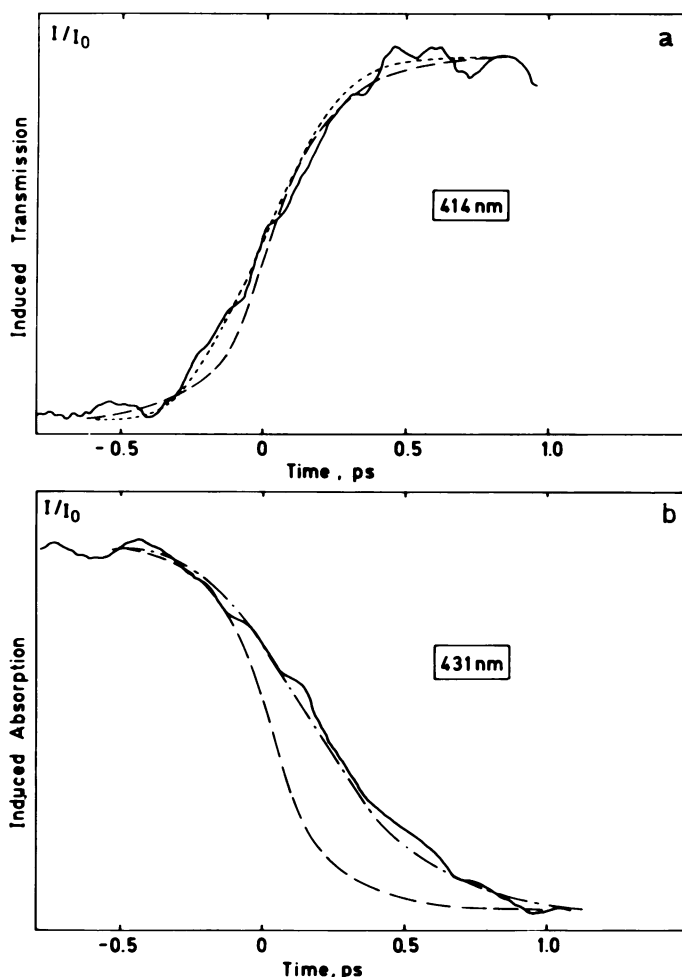 I/I₀
a
Induced Transmission
414 nm
-0.5 0 0.5 1.0
Time, ps
I/I₀
b
Induced Absorption
431 nm
-0.5 0 0.5 1.0
Time, ps